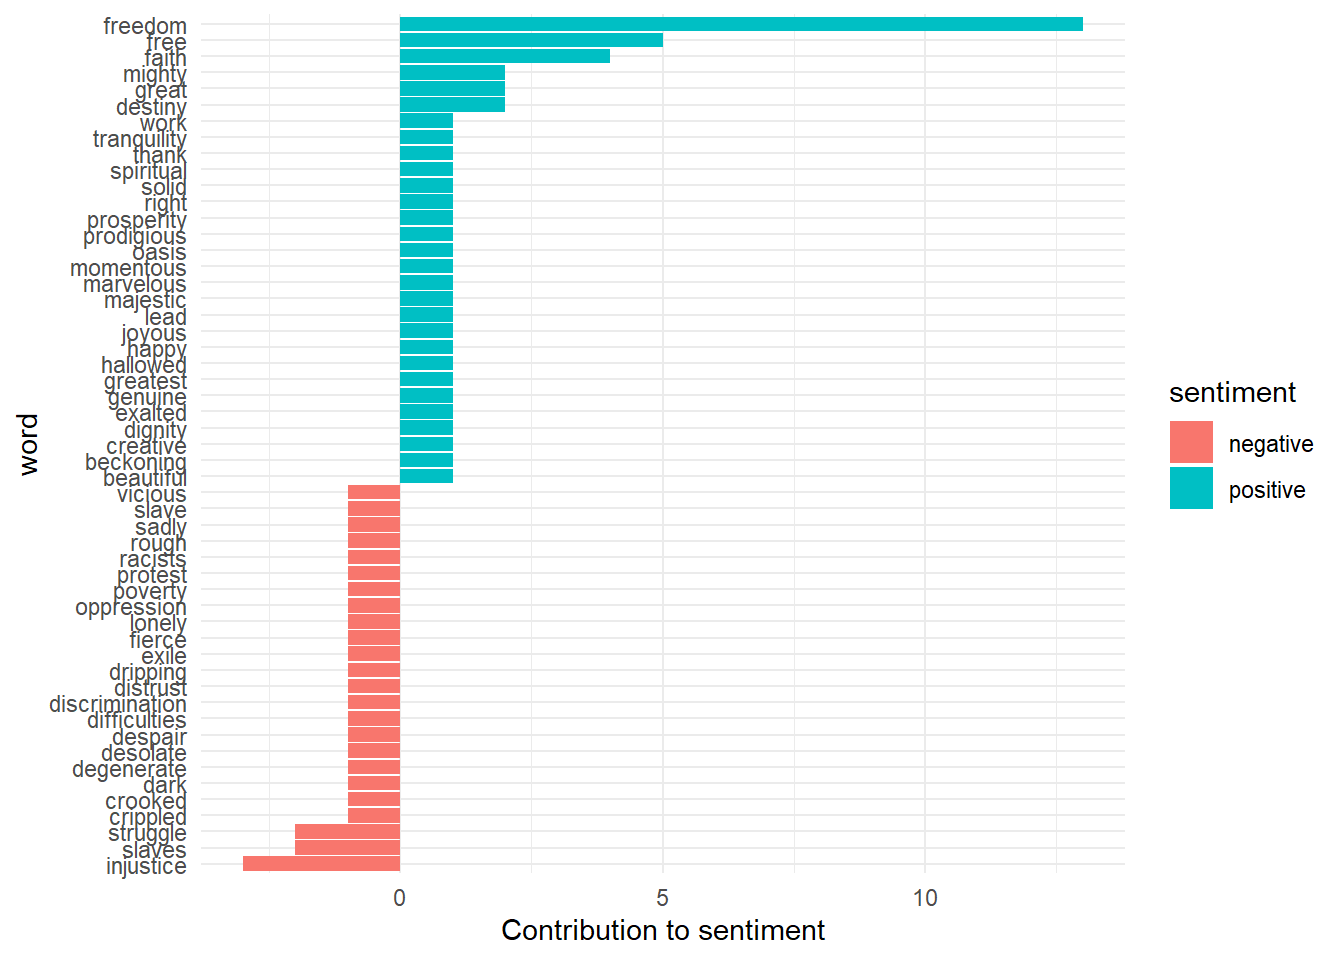 freedom
free
faith
mighty
great
destiny
work
tranquility
thank
spiritual
solid
right
prosperity
prodigious
oasis
momentous
marvelous
majestic
lead
joyous
happy
hallowed
greatest
genuine
exalted
dignity
creative
beckoning
beautiful
vicious
slave
sadly
rough
racists
protest
poverty
oppression
lonely
fierce
exile
dripping
distrust
discrimination
difficulties
despair
desolate
degenerate
dark
crooked
crippled
struggle
slaves
injustice
word
0 5 10
Contribution to sentiment
sentiment
negative
positive